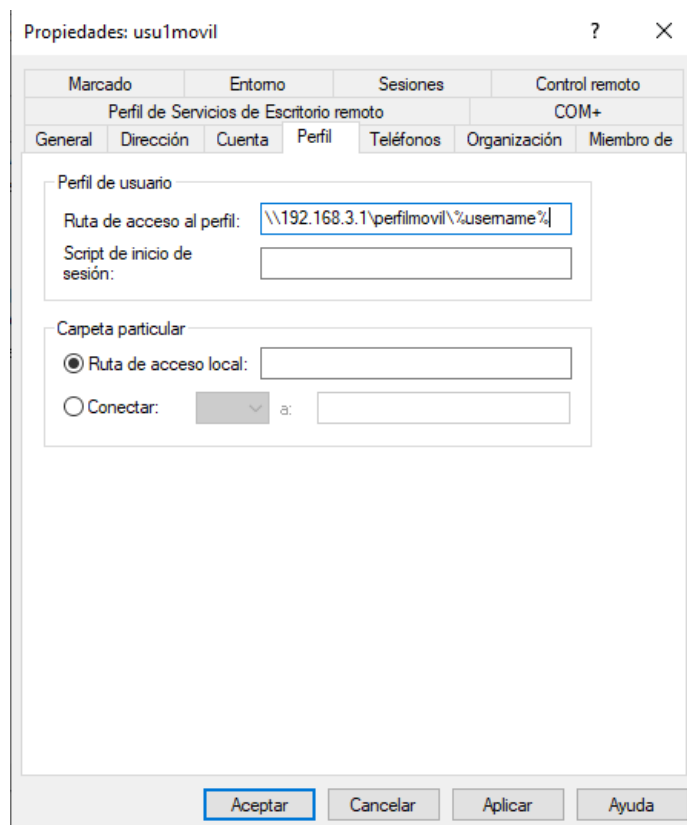 Propiedades: usu1movil ? ×
Marcado Entorno Sesiones Control remoto
Perfil de Servicios de Escritorio remoto COM+
General Dirección Cuenta Perfil Teléfonos Organización Miembro de
Perfil de usuario
Ruta de acceso al perfil: \\192.168.3.1\perfilmovil\%username%
Script de inicio de
sesión:
Carpeta particular
Ruta de acceso local:
Conectar: a:
Aceptar Cancelar Aplicar Ayuda